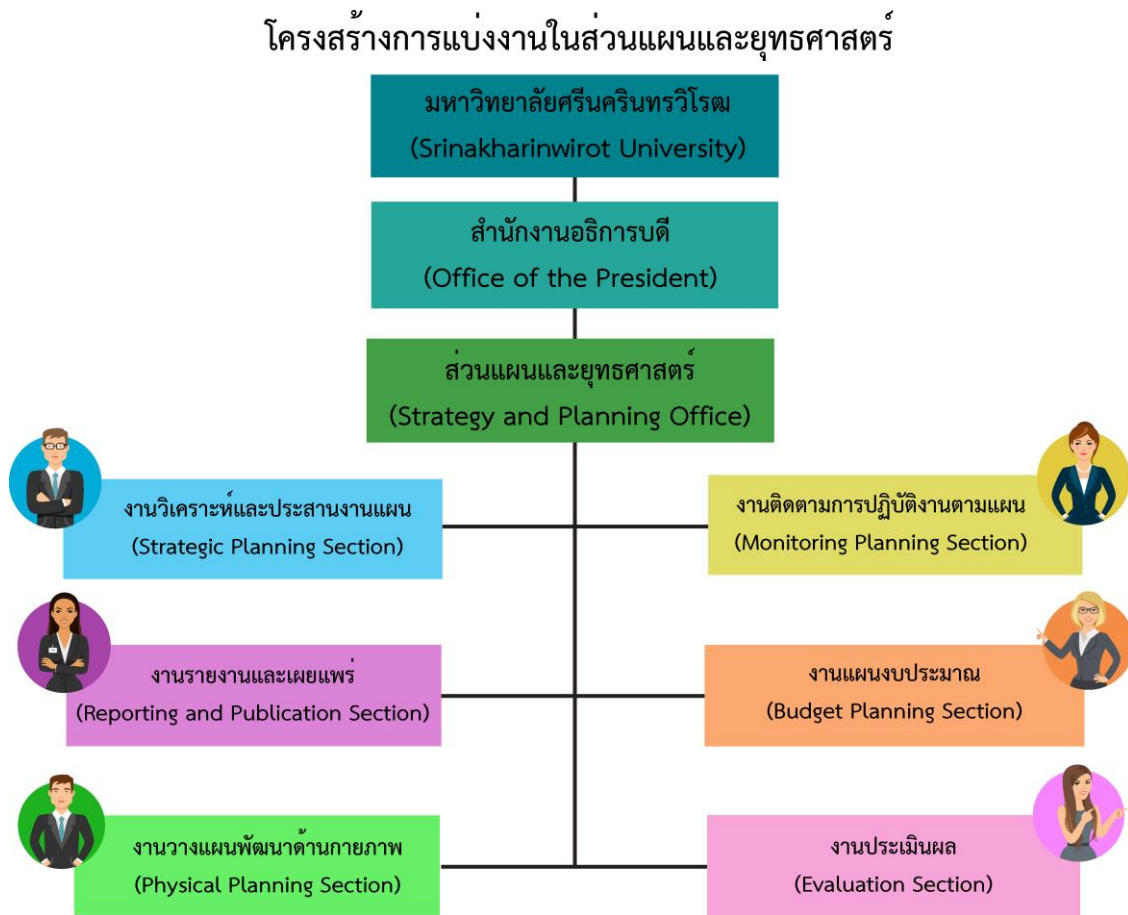 โครงสร้างการแบ่งงานในส่วนแผนและยุทธศาสตร์
มหาวิทยาลัยศรีนครินทรวิโรฒ
(Srinakharinwirot University)
สำนักงานอธิการบดี
(Office of the President)
ส่วนแผนและยุทธศาสตร์
(Strategy and Planning Office)
งานวิเคราะห์และประสานงานแผน
(Strategic Planning Section)
งานติดตามการปฏิบัติงานตามแผน
(Monitoring Planning Section)
งานรายงานและเผยแพร่
(Reporting and Publication Section)
งานแผนงบประมาณ
(Budget Planning Section)
งานวางแผนพัฒนาด้านกายภาพ
(Physical Planning Section)
งานประเมินผล
(Evaluation Section)